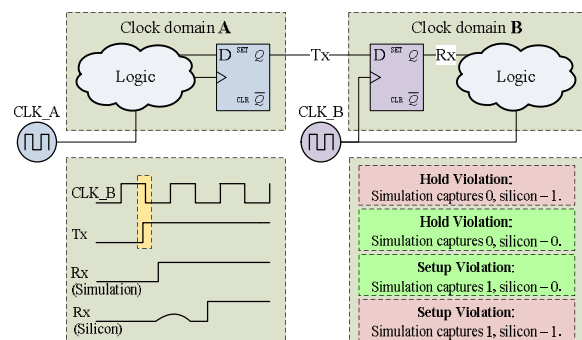 Clock domain A
Logic
D SET Q
CLR Q
CLK_A
Tx
Clock domain B
D SET Q
CLR Q
Rx
Logic
CLK_B
CLK_B
Tx
Rx
(Simulation)
Rx
(Silicon)
Hold Violation:
Simulation captures 0, silicon – 1.
Hold Violation:
Simulation captures 0, silicon – 0.
Setup Violation:
Simulation captures 1, silicon – 0.
Setup Violation:
Simulation captures 1, silicon – 1.